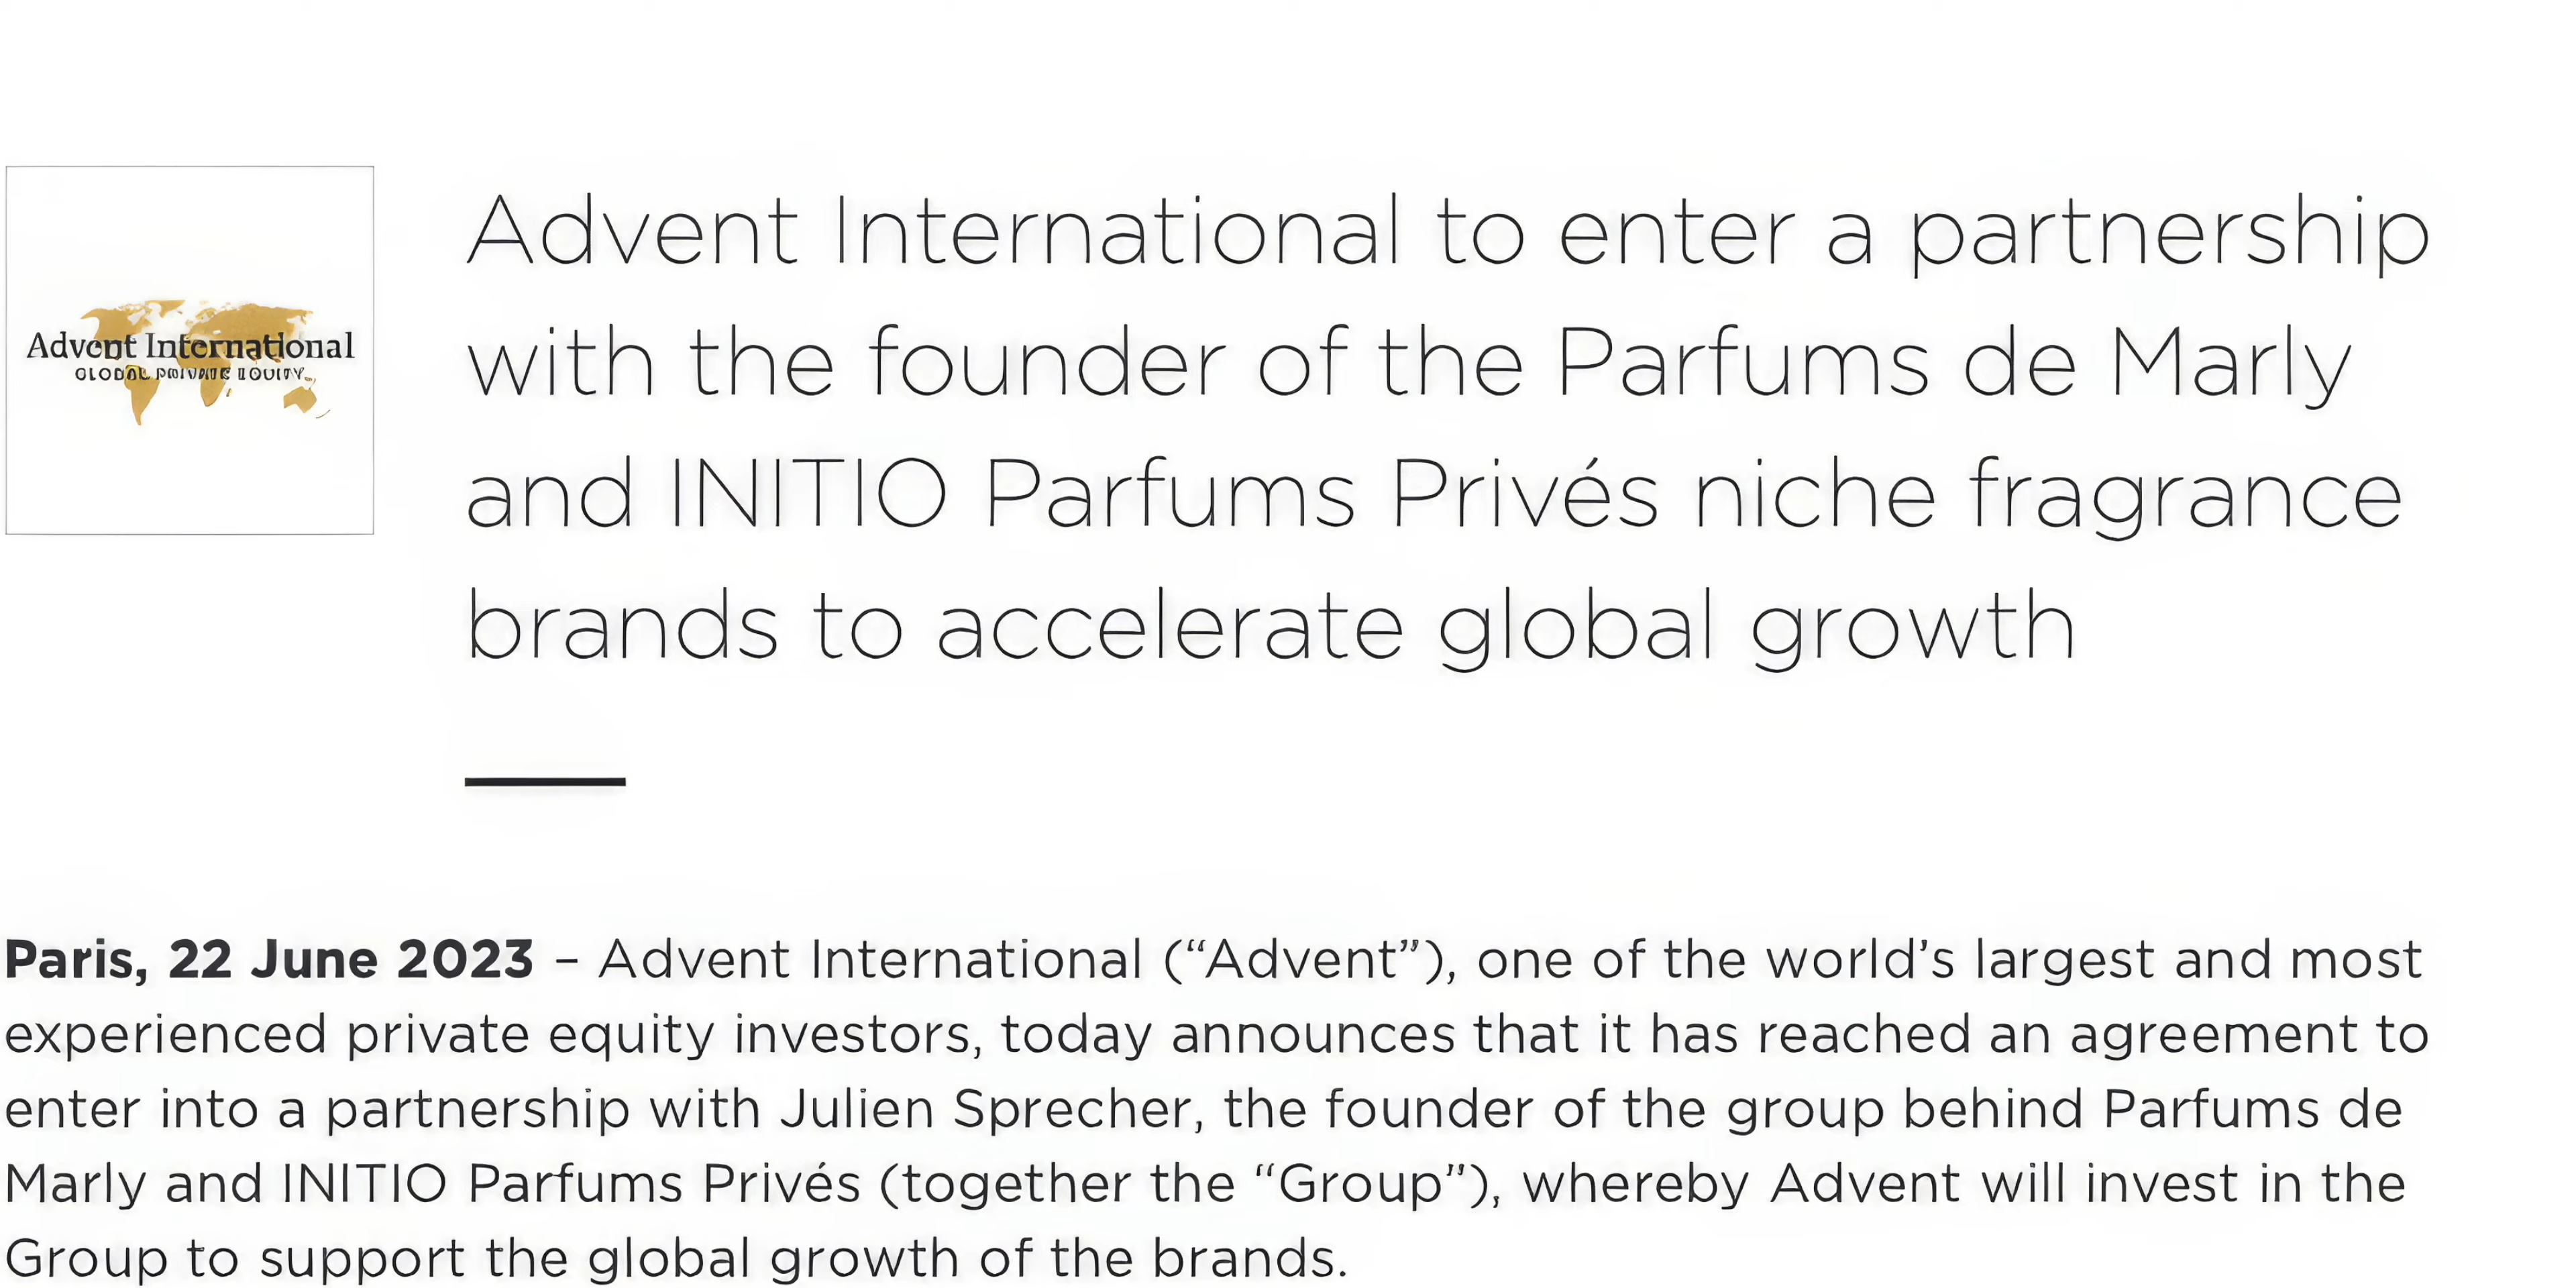 Advent International
Advent International to enter a partnership
with the founder of the Parfums de Marly
and INITIO Parfums Privés niche fragrance
brands to accelerate global growth
Paris, 22 June 2023 – Advent International (“Advent”), one of the world’s largest and most
experienced private equity investors, today announces that it has reached an agreement to
enter into a partnership with Julien Sprecher, the founder of the group behind Parfums de
Marly and INITIO Parfums Privés (together the “Group”), whereby Advent will invest in the
Group to support the global growth of the brands.